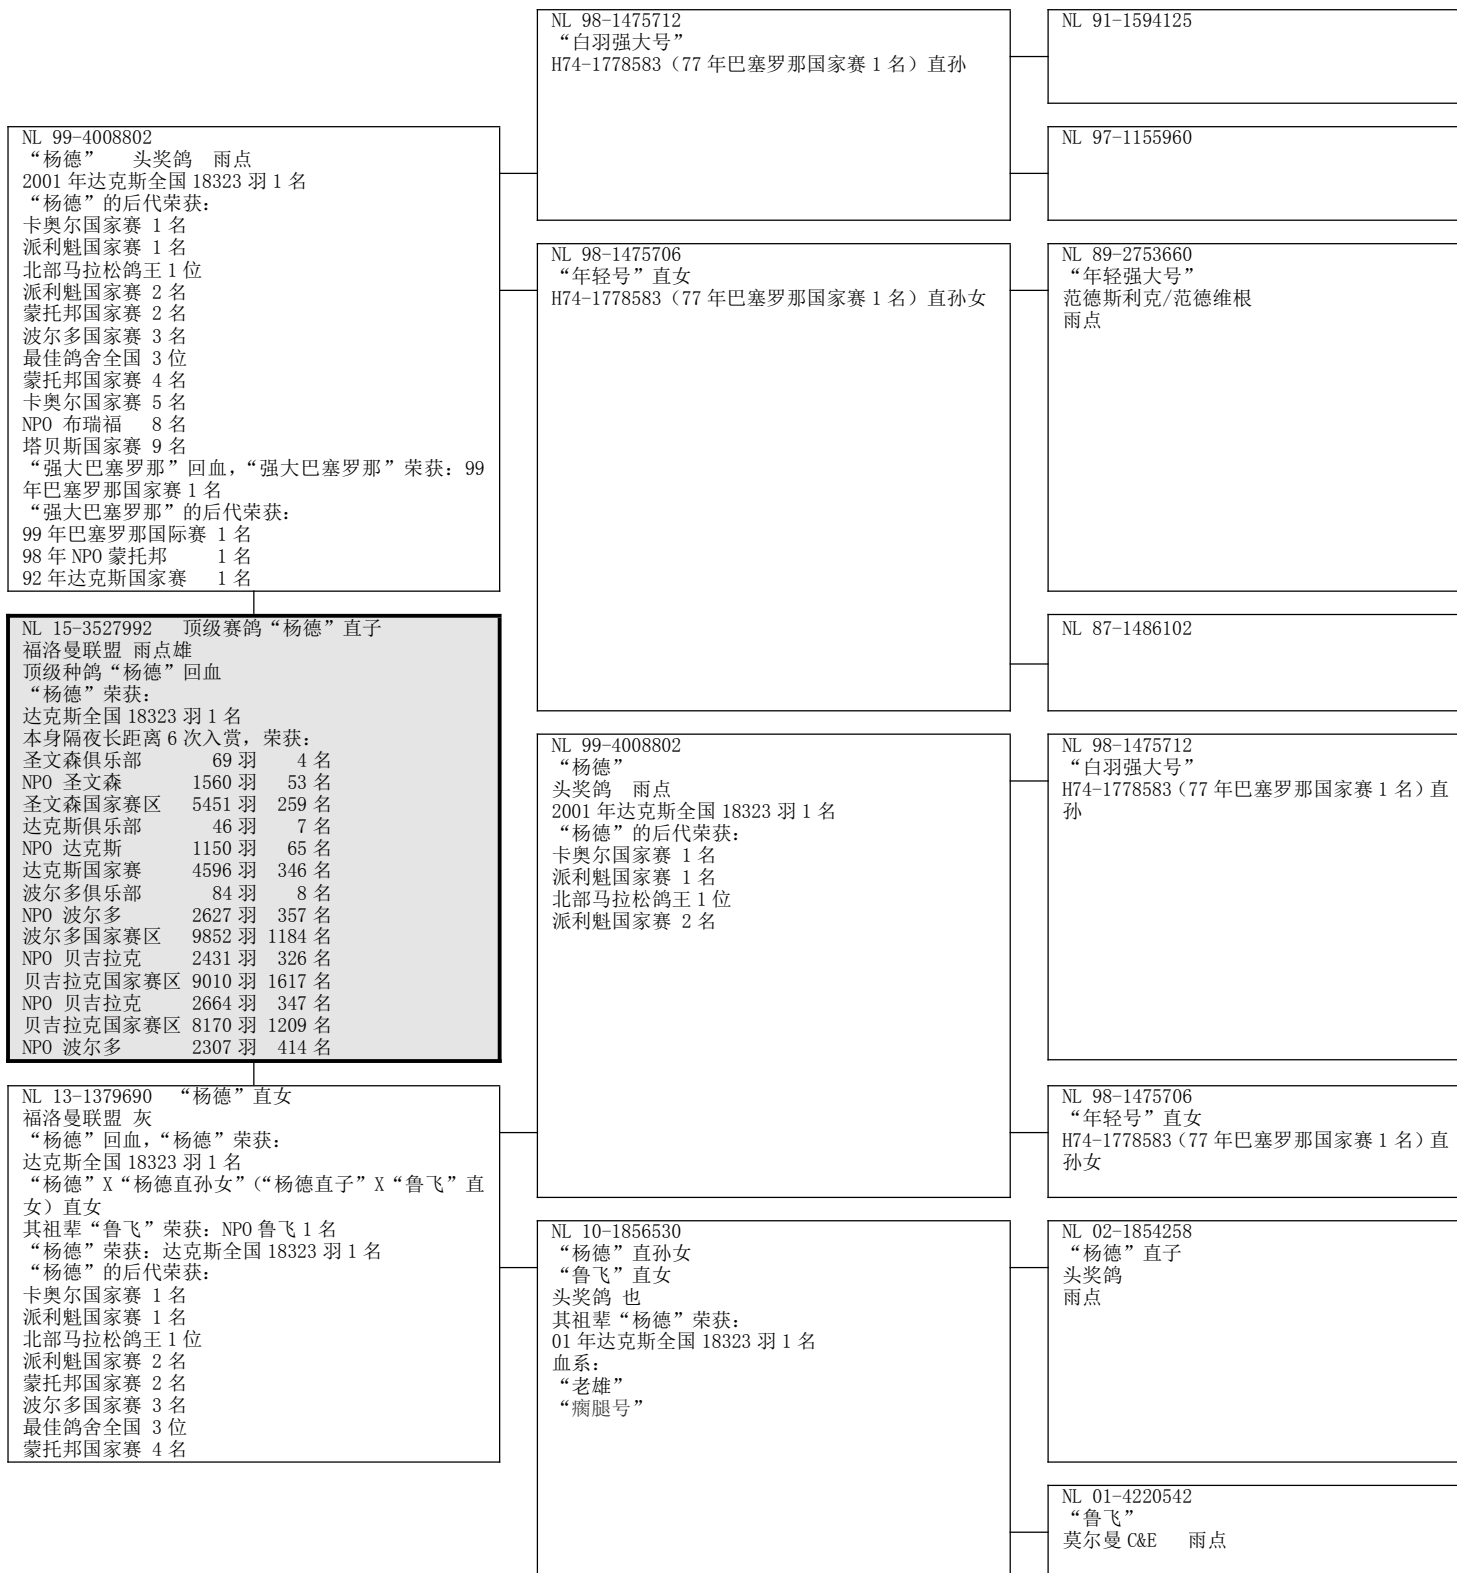 NL 99-4008802
“杨德”  头奖鸽 雨点
2001 年达克斯全国 18323 羽 1 名
“杨德”的后代荣获：
卡奥尔国家赛 1 名
派利魁国家赛 1 名
北部马拉松鸽王 1 位
派利魁国家赛 2 名
蒙托邦国家赛 2 名
波尔多国家赛 3 名
最佳鸽舍全国 3 位
蒙托邦国家赛 4 名
卡奥尔国家赛 5 名
NPO 布瑞福 8 名
塔贝斯国家赛 9 名
“强大巴塞罗那”回血，“强大巴塞罗那”荣获：99
年巴塞罗那国家赛 1 名
“强大巴塞罗那”的后代荣获：
99 年巴塞罗那国际赛 1 名
98 年 NPO 蒙托邦 1 名
92 年达克斯国家赛 1 名
NL 15-3527992 顶级赛鸽“杨德”直子
福洛曼联盟 雨点雄
顶级种鸽“杨德”回血
“杨德”荣获：
达克斯全国 18323 羽 1 名
本身隔夜长距离 6 次入赏，荣获：
圣文森俱乐部 69 羽 4 名
NPO 圣文森 1560 羽 53 名
圣文森国家赛区 5451 羽 259 名
达克斯俱乐部 46 羽 7 名
NPO 达克斯 1150 羽 65 名
达克斯国家赛 4596 羽 346 名
波尔多俱乐部 84 羽 8 名
NPO 波尔多 2627 羽 357 名
波尔多国家赛区 9852 羽 1184 名
NPO 贝吉拉克 2431 羽 326 名
贝吉拉克国家赛区 9010 羽 1617 名
NPO 贝吉拉克 2664 羽 347 名
贝吉拉克国家赛区 8170 羽 1209 名
NPO 波尔多 2307 羽 414 名
NL 13-1379690 “杨德”直女
福洛曼联盟 灰
“杨德”回血，“杨德”荣获：
达克斯全国 18323 羽 1 名
“杨德”X“杨德直孙女”（“杨德直子”X“鲁飞”直
女）直女
其祖辈“鲁飞”荣获：NPO 鲁飞 1 名
“杨德”荣获：达克斯全国 18323 羽 1 名
“杨德”的后代荣获：
卡奥尔国家赛 1 名
派利魁国家赛 1 名
北部马拉松鸽王 1 位
派利魁国家赛 2 名
蒙托邦国家赛 2 名
波尔多国家赛 3 名
最佳鸽舍全国 3 位
蒙托邦国家赛 4 名
NL 98-1475712
“白羽强大号”
H74-1778583（77 年巴塞罗那国家赛 1 名）直孙
NL 98-1475706
“年轻号”直女
H74-1778583（77 年巴塞罗那国家赛 1 名）直孙女
NL 99-4008802
“杨德”
头奖鸽 雨点
2001 年达克斯全国 18323 羽 1 名
“杨德”的后代荣获：
卡奥尔国家赛 1 名
派利魁国家赛 1 名
北部马拉松鸽王 1 位
派利魁国家赛 2 名
NL 10-1856530
“杨德”直孙女
“鲁飞”直女
头奖鸽 也
其祖辈“杨德”荣获：
01 年达克斯全国 18323 羽 1 名
血系：
“老雄”
“瘸腿号”
NL 91-1594125
NL 97-1155960
NL 89-2753660
“年轻强大号”
范德斯利克/范德维根
雨点
NL 87-1486102
NL 98-1475712
“白羽强大号”
H74-1778583（77 年巴塞罗那国家赛 1 名）直
孙
NL 98-1475706
“年轻号”直女
H74-1778583（77 年巴塞罗那国家赛 1 名）直
孙女
NL 02-1854258
“杨德”直子
头奖鸽
雨点
NL 01-4220542
“鲁飞”
莫尔曼 C&E 雨点